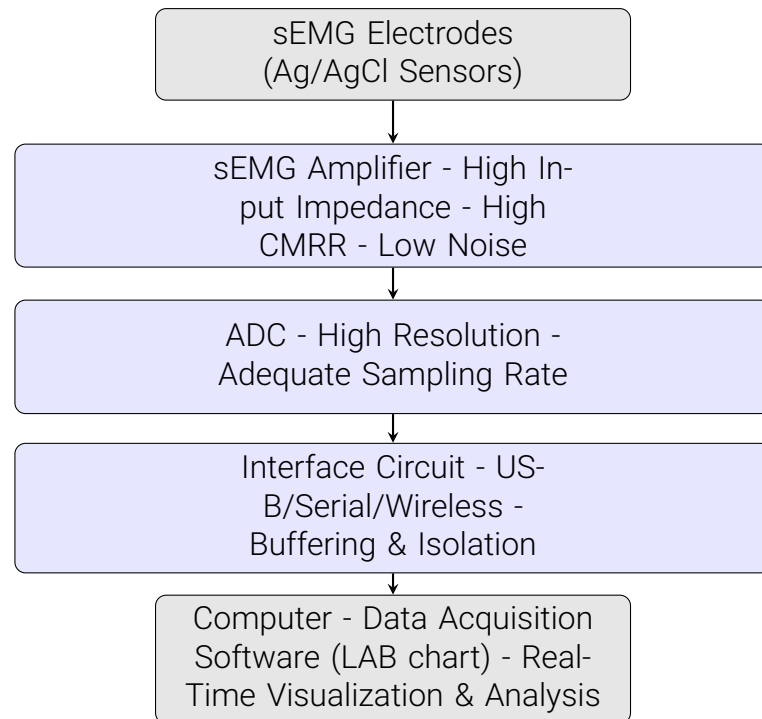 sEMG Electrodes
(Ag/AgCl Sensors)
sEMG Amplifier - High In-
put Impedance - High
CMRR - Low Noise
ADC - High Resolution -
Adequate Sampling Rate
Interface Circuit - US-
B/Serial/Wireless -
Buffering & Isolation
Computer - Data Acquisition
Software (LAB chart) - Real-
Time Visualization & Analysis